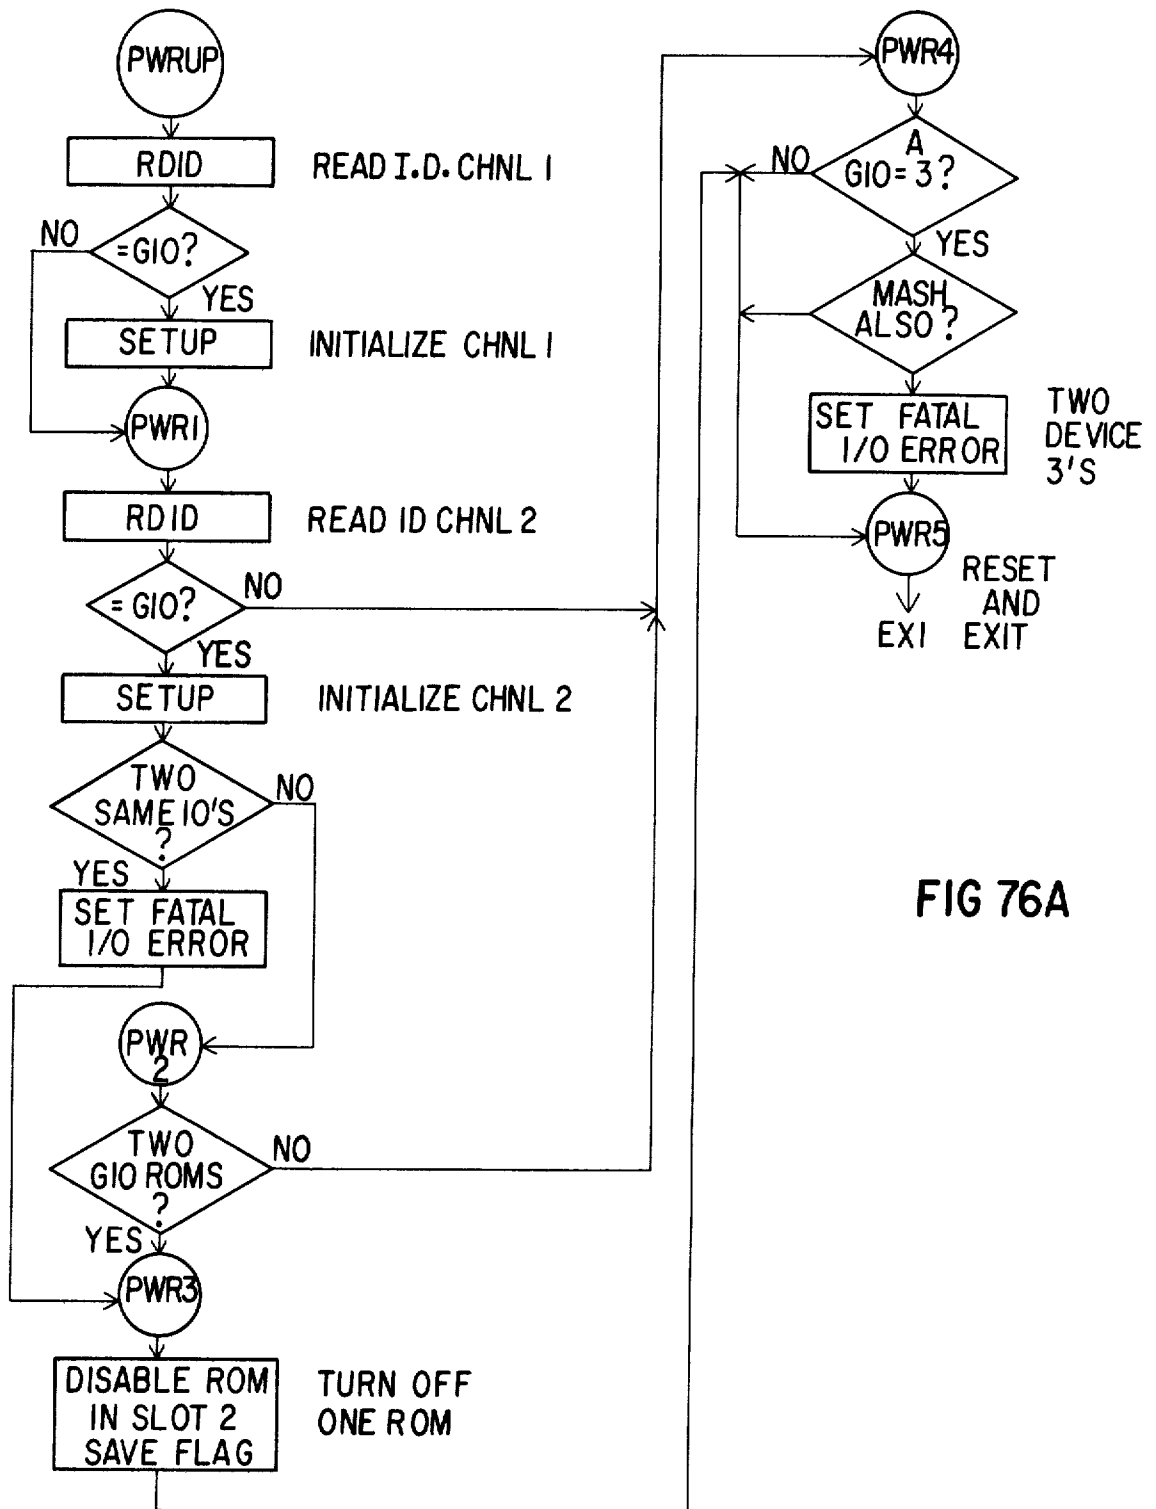 PWRUP
RDID
READ I.D. CHNL 1
NO
=GIO?
YES
SETUP
INITIALIZE CHNL 1
PWR1
RDID
READ ID CHNL 2
=GIO?
NO
YES
SETUP
INITIALIZE CHNL 2
TWO
SAME IO'S
?
NO
YES
SET FATAL
I/O ERROR
PWR
2
TWO
GIO ROMS
?
NO
YES
PWR3
DISABLE ROM
IN SLOT 2
SAVE FLAG
TURN OFF
ONE ROM
PWR4
A
GIO=3?
NO
YES
MASH
ALSO?
SET FATAL
I/O ERROR
TWO
DEVICE
3'S
PWR5
RESET
AND
EXIT
EXI
FIG 76A